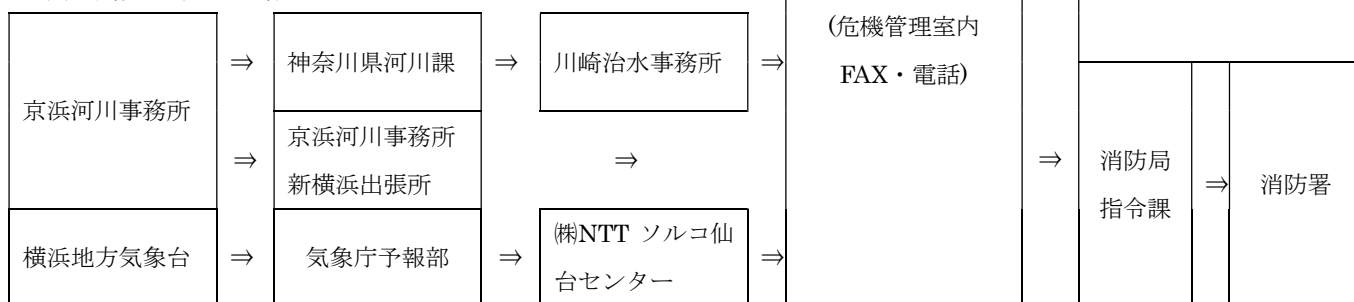 (危機管理室内
FAX・電話)
京浜河川事務所
⇒
神奈川県河川課
⇒
川崎治水事務所
⇒
⇒
京浜河川事務所
新横浜出張所
⇒
⇒
消防局
指令課
⇒
消防署
横浜地方気象台
⇒
気象庁予報部
⇒
㈱NTT ソルコ仙
台センター
⇒